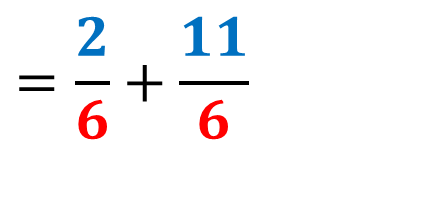 = 2/6 + 11/6